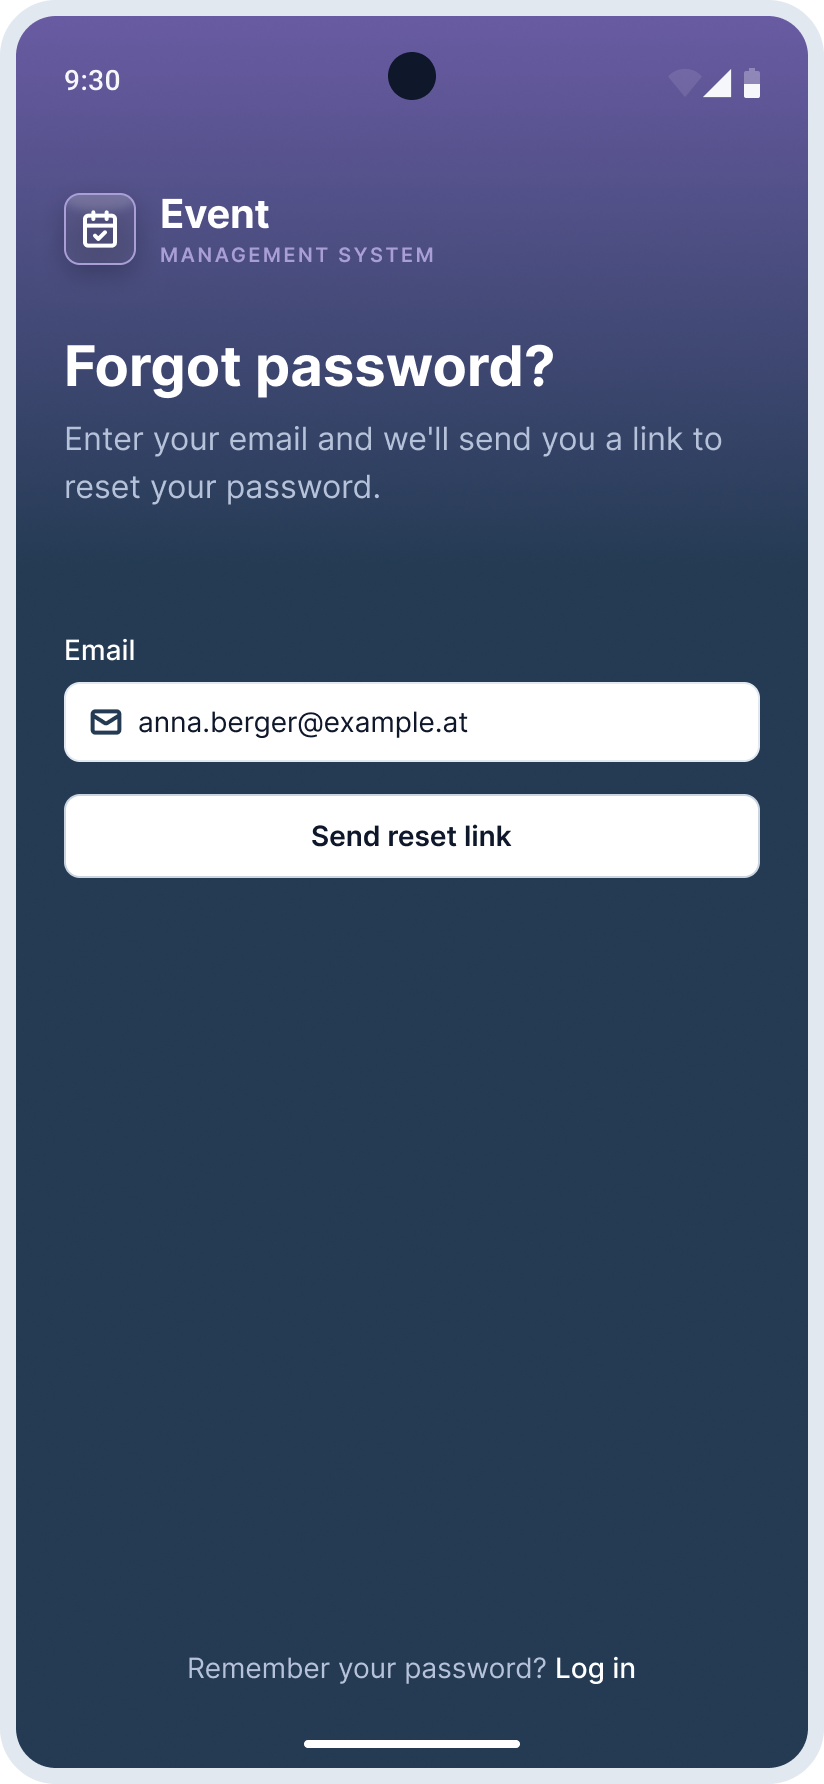 9:30
Event
MANAGEMENT SYSTEM
Forgot password?
Enter your email and we'll send you a link to
reset your password.
Email
anna.berger@example.at
Send reset link
Remember your password? Log in